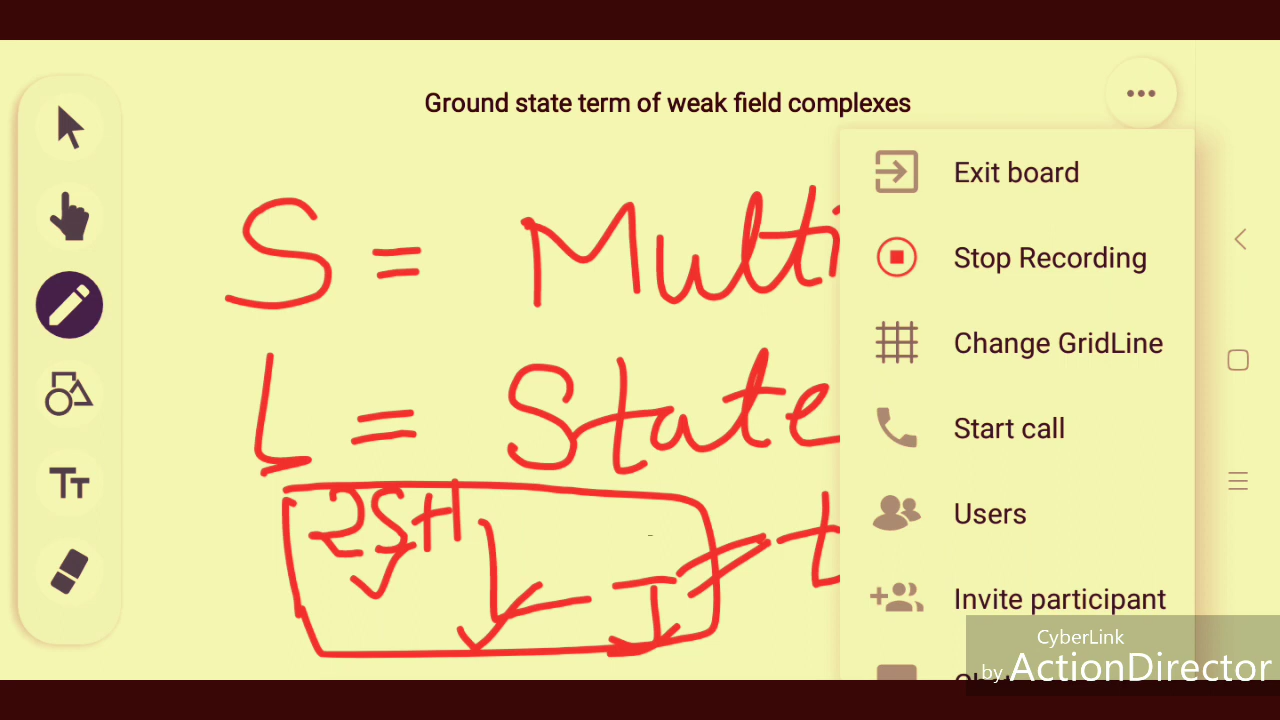 Ground state term of weak field complexes
Exit board
S = Multi
Stop Recording
Change GridLine
L = State
Start call
2S+1
L
Users
Invite participant
CyberLink
by ActionDirector
TT